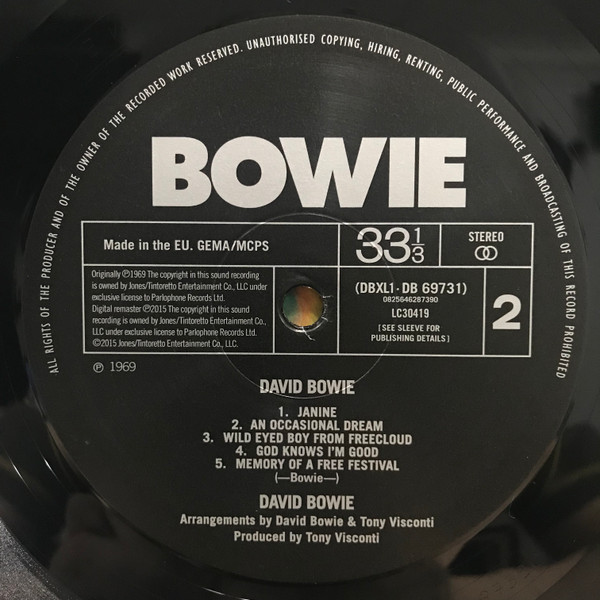 ALL RIGHTS OF THE PRODUCER AND OF THE OWNER OF THE RECORDED WORK RESERVED. UNAUTHORISED COPYING, HIRING, RENTING, PUBLIC PERFORMANCE AND BROADCASTING OF THIS RECORD PROHIBITED
BOWIE
Made in the EU. GEMA/MCPS
33⅓
STEREO
Originally ℗1969 The copyright in this sound recording
is owned by Jones/Tintoretto Entertainment Co., LLC under
exclusive license to Parlophone Records Ltd.
Digital remaster ℗2015 The copyright in this sound
recording is owned by Jones/Tintoretto Entertainment Co.,
LLC under exclusive license to Parlophone Records Ltd.
©2015 Jones/Tintoretto Entertainment Co., LLC.
(DBXL1 · DB 69731)
0825646287390
LC30419
[SEE SLEEVE FOR
PUBLISHING DETAILS]
2
℗ 1969
DAVID BOWIE
1. JANINE
2. AN OCCASIONAL DREAM
3. WILD EYED BOY FROM FREECLOUD
4. GOD KNOWS I'M GOOD
5. MEMORY OF A FREE FESTIVAL
(—Bowie—)
DAVID BOWIE
Arrangements by David Bowie & Tony Visconti
Produced by Tony Visconti